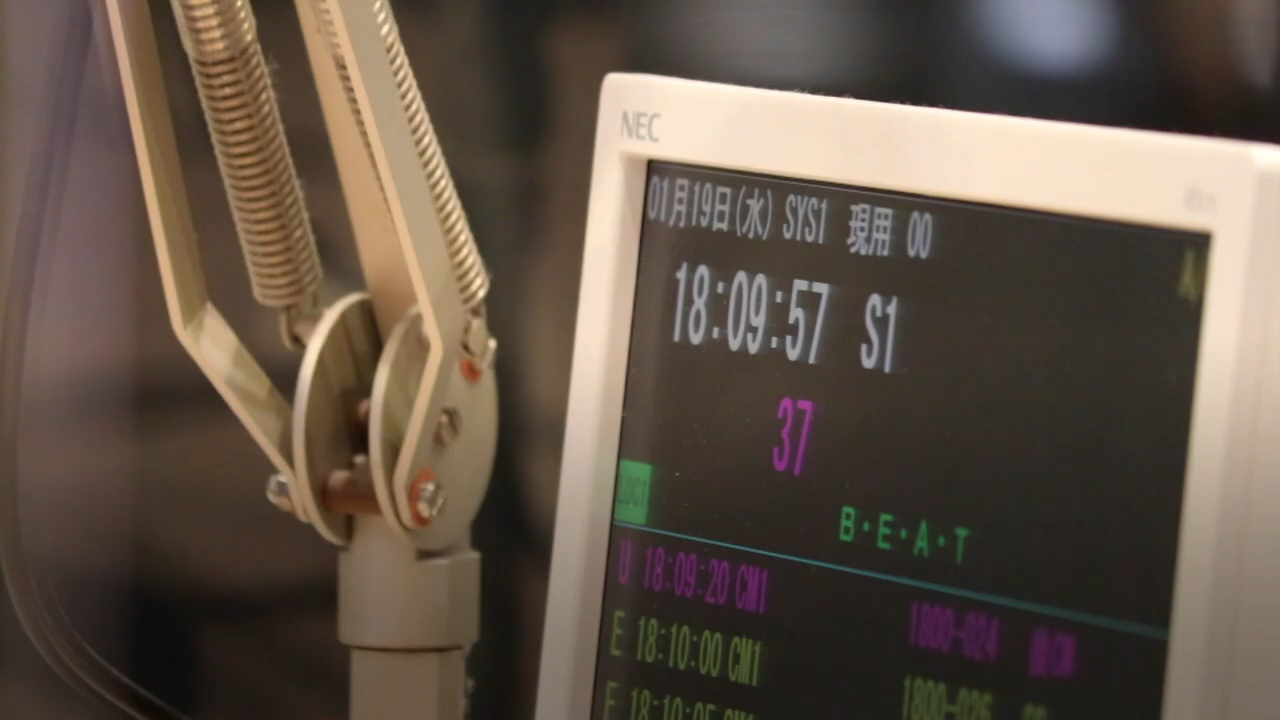 NEC
01月19日(水) SYS1 現用 00
A
18:09:57 S1
37
LOC1
B・E・A・T
U 18:09:20 CM1 1800-024
E 18:10:00 CM1 1800-026